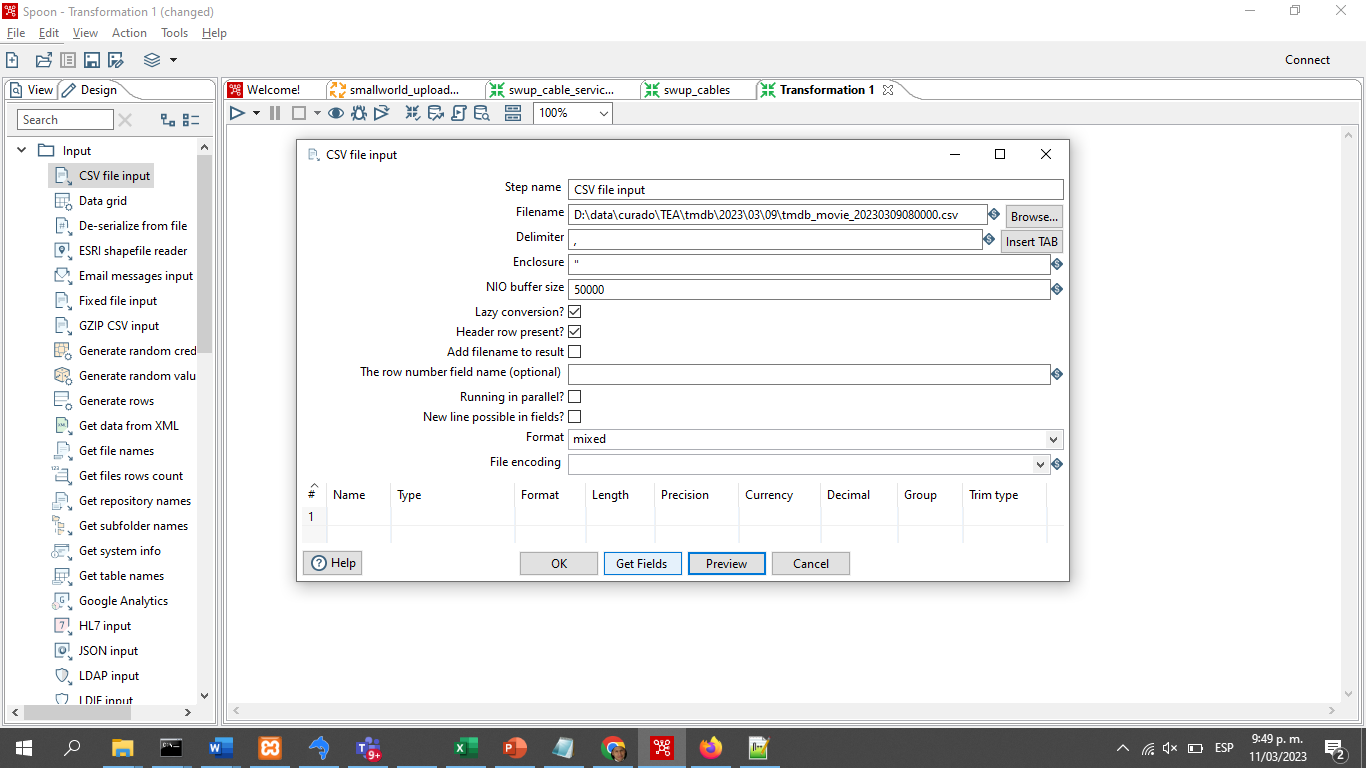 Spoon - Transformation 1 (changed)
File Edit View Action Tools Help
Connect
View Design
Welcome! smallworld_upload... swup_cable_servic... swup_cables Transformation 1
Search
100%
Input
CSV file input
Data grid
De-serialize from file
ESRI shapefile reader
Email messages input
Fixed file input
GZIP CSV input
Generate random cred
Generate random valu
Generate rows
Get data from XML
Get file names
Get files rows count
Get repository names
Get subfolder names
Get system info
Get table names
Google Analytics
HL7 input
JSON input
LDAP input
LDIF input
CSV file input
Step name CSV file input
Filename D:\data\curado\TEA\tmdb\2023\03\09\tmdb_movie_20230309080000.csv Browse...
Delimiter , Insert TAB
Enclosure "
NIO buffer size 50000
Lazy conversion?
Header row present?
Add filename to result
The row number field name (optional)
Running in parallel?
New line possible in fields?
Format mixed
File encoding
# Name Type Format Length Precision Currency Decimal Group Trim type
1
Help OK Get Fields Preview Cancel
9+
ESP
9:49 p. m.
11/03/2023
2